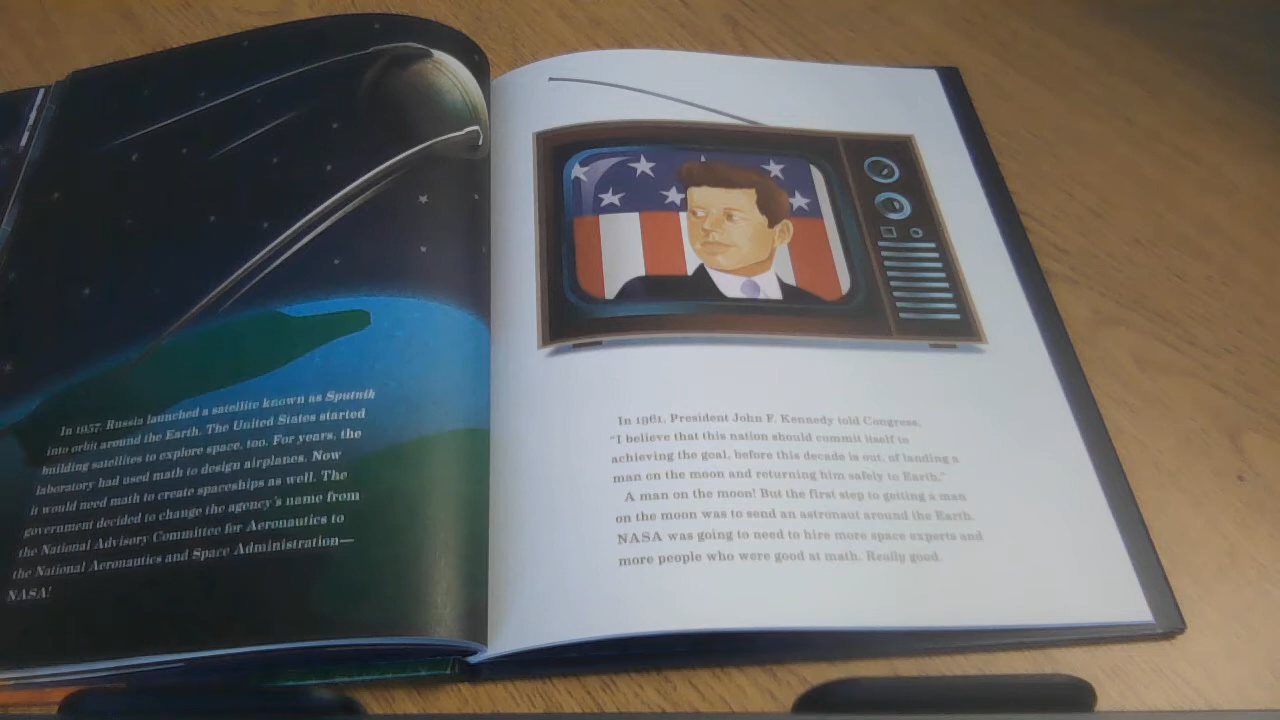 In 1957, Russia launched a satellite known as Sputnik
into orbit around the Earth. The United States started
building satellites to explore space, too. For years, the
laboratory had used math to design airplanes. Now
it would need math to create spaceships as well. The
government decided to change the agency's name from
the National Advisory Committee for Aeronautics to
the National Aeronautics and Space Administration—
NASA!
In 1961, President John F. Kennedy told Congress,
"I believe that this nation should commit itself to
achieving the goal, before this decade is out, of landing a
man on the moon and returning him safely to Earth."
A man on the moon! But the first step to getting a man
on the moon was to send an astronaut around the Earth.
NASA was going to need to hire more space experts and
more people who were good at math. Really good.